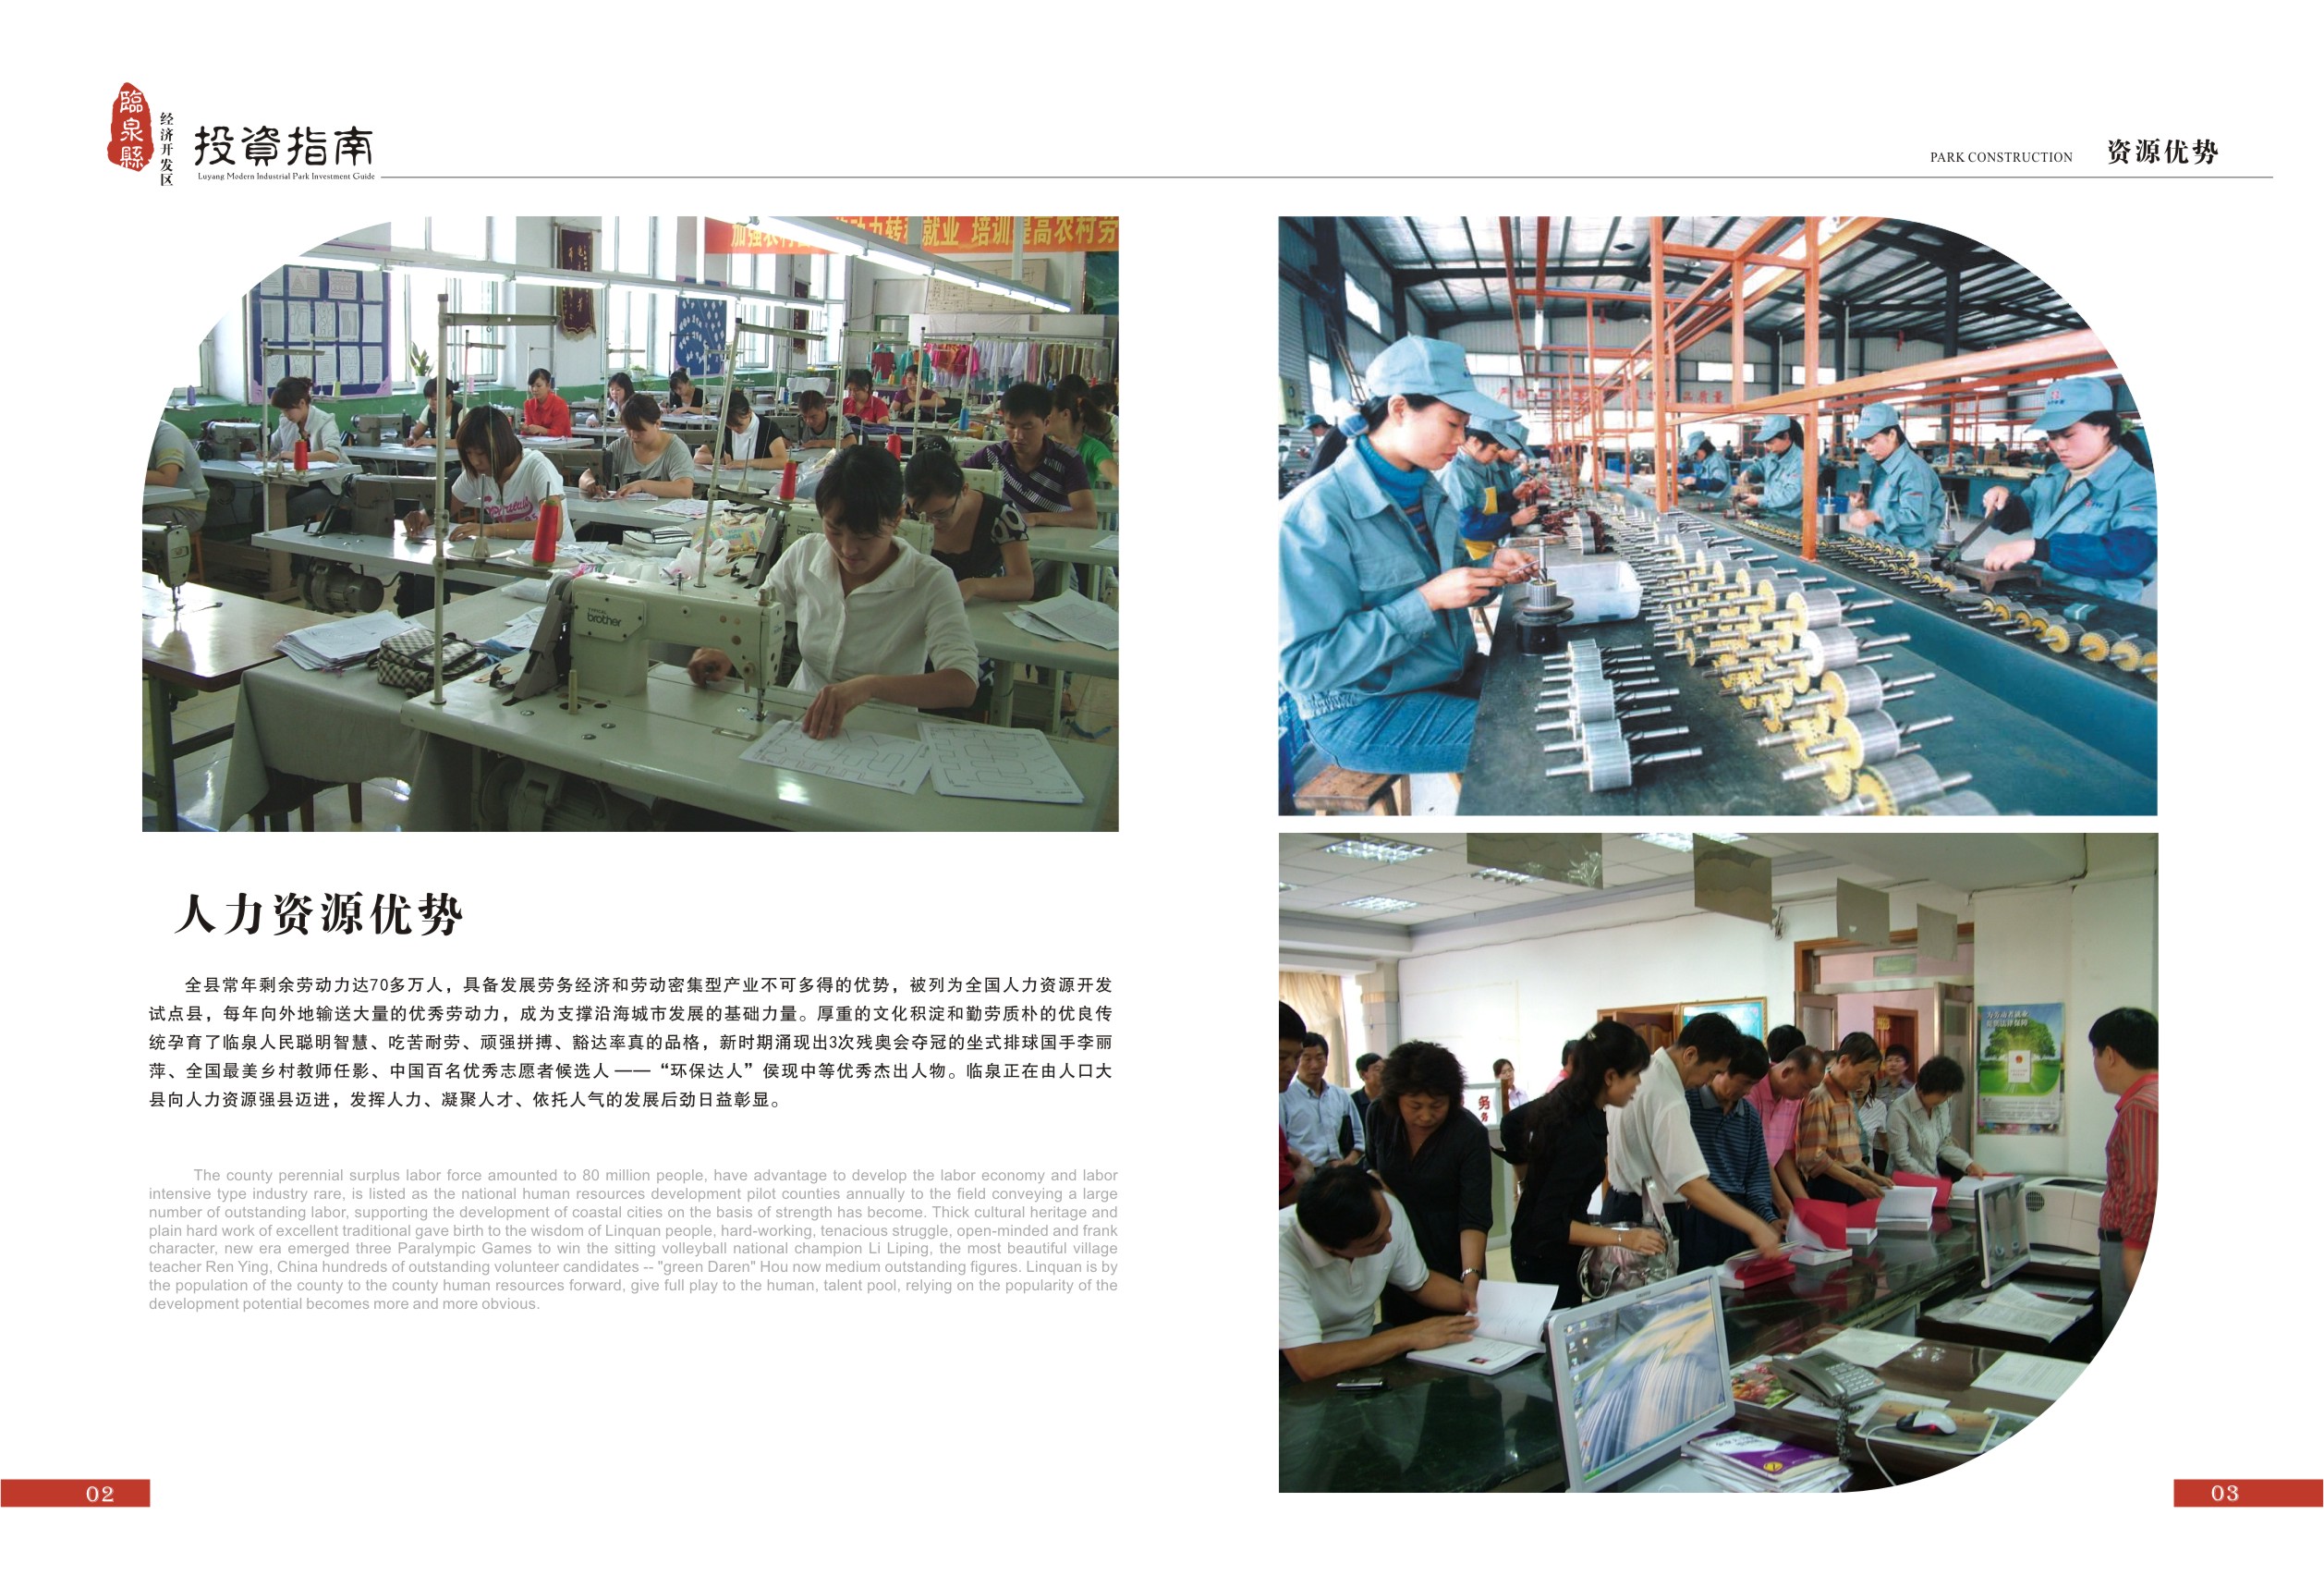 臨泉縣
经济开发区
投資指南
Luyang Modern Industrial Park Investment Guide
PARK CONSTRUCTION 资源优势
就业 培训提高农村劳
brother
人力资源优势
全县常年剩余劳动力达70多万人，具备发展劳务经济和劳动密集型产业不可多得的优势，被列为全国人力资源开发
试点县，每年向外地输送大量的优秀劳动力，成为支撑沿海城市发展的基础力量。厚重的文化积淀和勤劳质朴的优良传
统孕育了临泉人民聪明智慧、吃苦耐劳、顽强拼搏、豁达率真的品格，新时期涌现出3次残奥会夺冠的坐式排球国手李丽
萍、全国最美乡村教师任影、中国百名优秀志愿者候选人 —— “环保达人”侯现中等优秀杰出人物。临泉正在由人口大
县向人力资源强县迈进，发挥人力、凝聚人才、依托人气的发展后劲日益彰显。
The county perennial surplus labor force amounted to 80 million people, have advantage to develop the labor economy and labor
intensive type industry rare, is listed as the national human resources development pilot counties annually to the field conveying a large
number of outstanding labor, supporting the development of coastal cities on the basis of strength has become. Thick cultural heritage and
plain hard work of excellent traditional gave birth to the wisdom of Linquan people, hard-working, tenacious struggle, open-minded and frank
character, new era emerged three Paralympic Games to win the sitting volleyball national champion Li Liping, the most beautiful village
teacher Ren Ying, China hundreds of outstanding volunteer candidates -- "green Daren" Hou now medium outstanding figures. Linquan is by
the population of the county to the county human resources forward, give full play to the human, talent pool, relying on the popularity of the
development potential becomes more and more obvious.
务
02
03